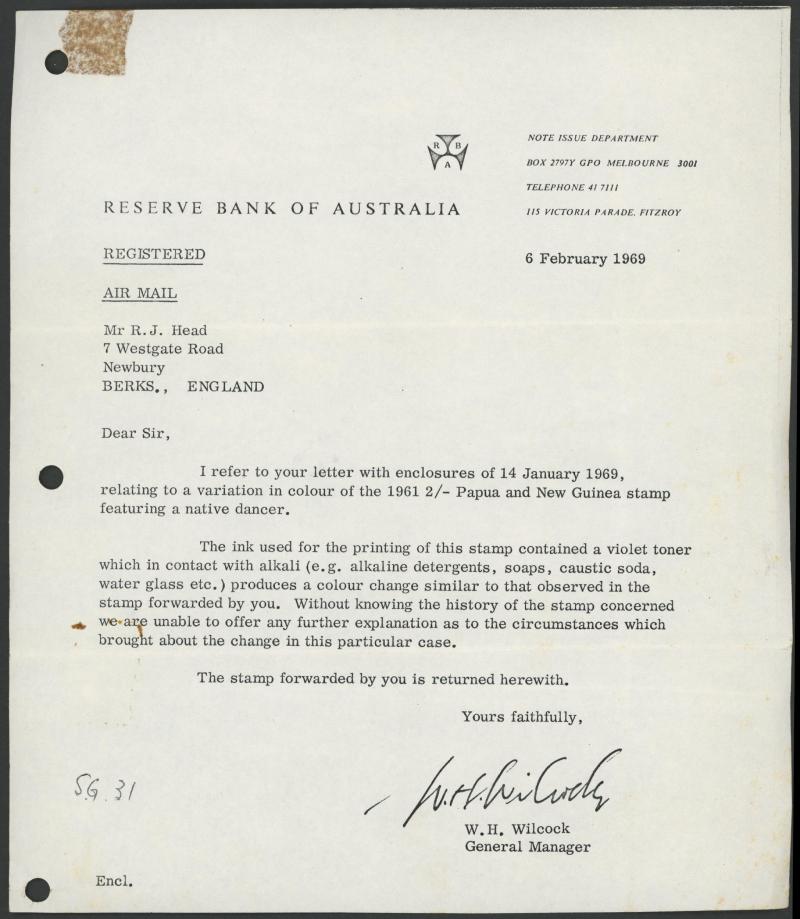 R B
A
NOTE ISSUE DEPARTMENT
BOX 2797Y GPO MELBOURNE 3001
TELEPHONE 41 7111
115 VICTORIA PARADE. FITZROY
RESERVE BANK OF AUSTRALIA
REGISTERED
6 February 1969
AIR MAIL
Mr R.J. Head
7 Westgate Road
Newbury
BERKS., ENGLAND
Dear Sir,
I refer to your letter with enclosures of 14 January 1969,
relating to a variation in colour of the 1961 2/- Papua and New Guinea stamp
featuring a native dancer.
The ink used for the printing of this stamp contained a violet toner
which in contact with alkali (e.g. alkaline detergents, soaps, caustic soda,
water glass etc.) produces a colour change similar to that observed in the
stamp forwarded by you. Without knowing the history of the stamp concerned
we are unable to offer any further explanation as to the circumstances which
brought about the change in this particular case.
The stamp forwarded by you is returned herewith.
Yours faithfully,
W.H. Wilcock
SG. 31
W.H. Wilcock
General Manager
Encl.